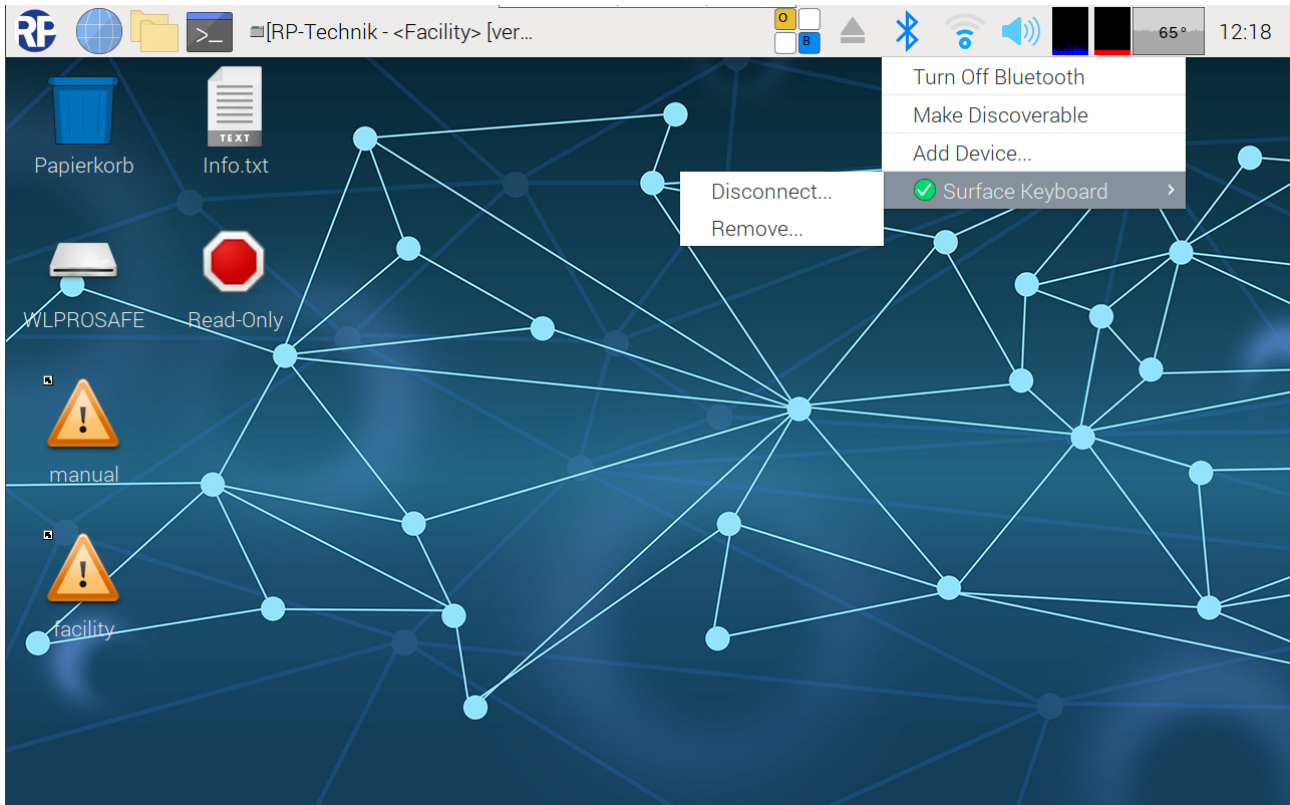 RP >_ [RP-Technik - <Facility> [ver... O B 65° 12:18
Turn Off Bluetooth
Make Discoverable
Add Device...
Surface Keyboard
Disconnect...
Remove...
TEXT
Papierkorb Info.txt
WLPROSAFE Read-Only
!
manual
!
facility